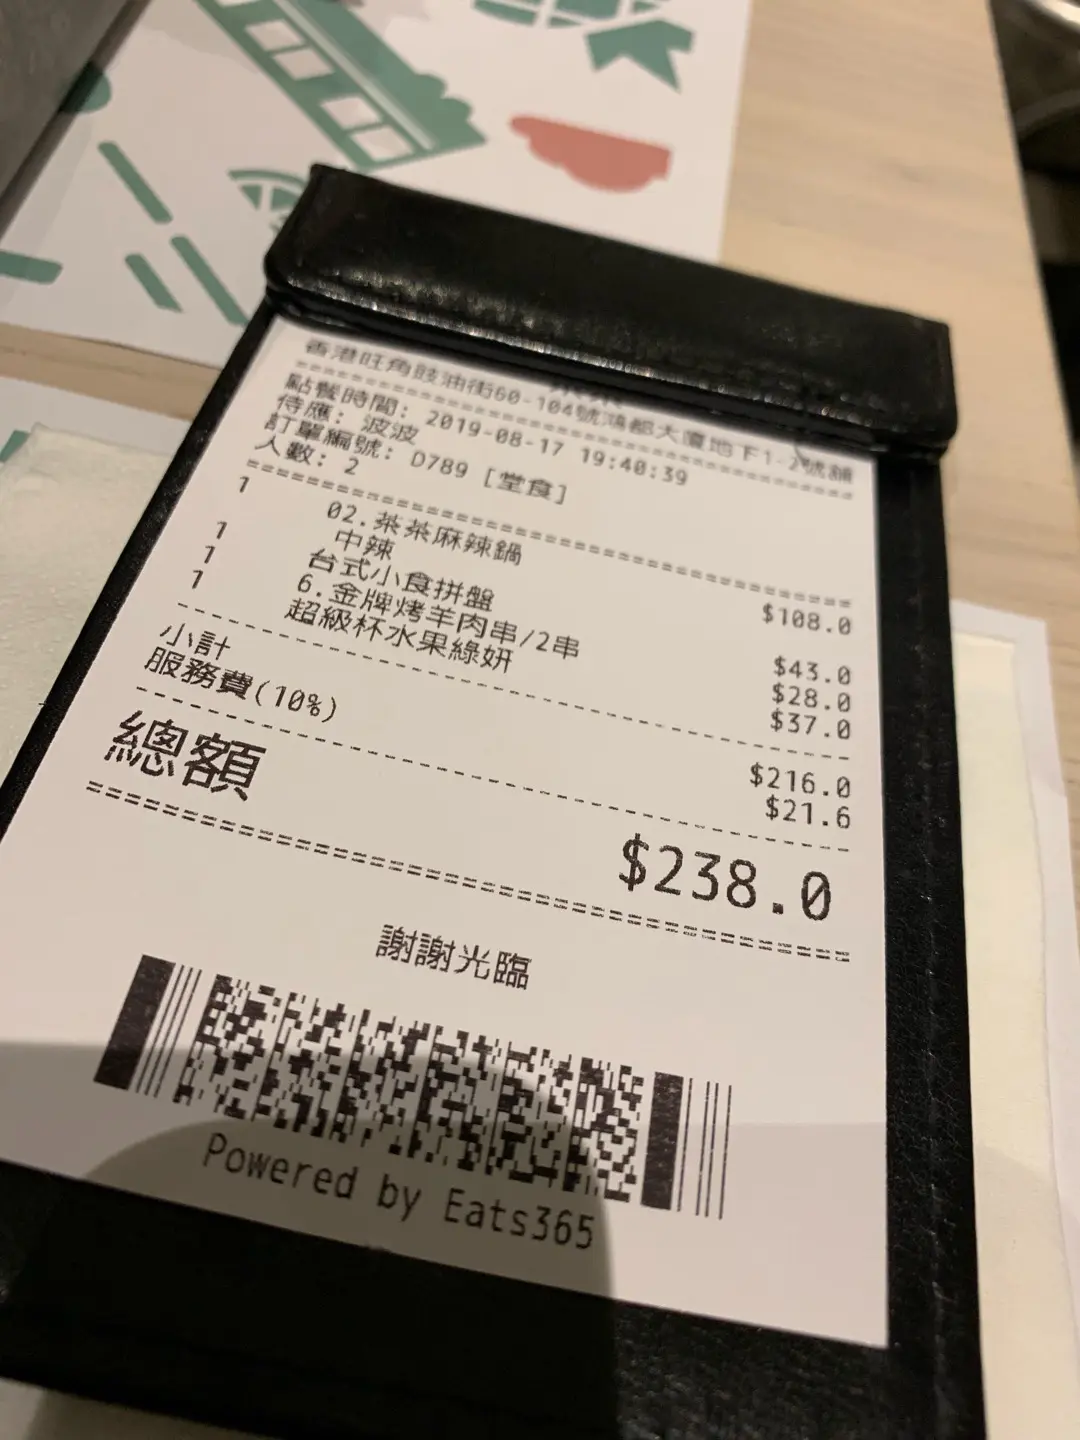 香港旺角豉油街60-104號鴻都大廈地下F1-2號舖
點餐時間: 2019-08-17 19:40:39
侍應: 波波
訂單編號: D789 [堂食]
人數: 2
1 02.茶茶麻辣鍋 $108.0
中辣
1 台式小食拼盤 $43.0
1 6.金牌烤羊肉串/2串 $28.0
1 超級杯水果綠妍 $37.0
小計 $216.0
服務費(10%) $21.6
總額 $238.0
謝謝光臨
Powered by Eats365